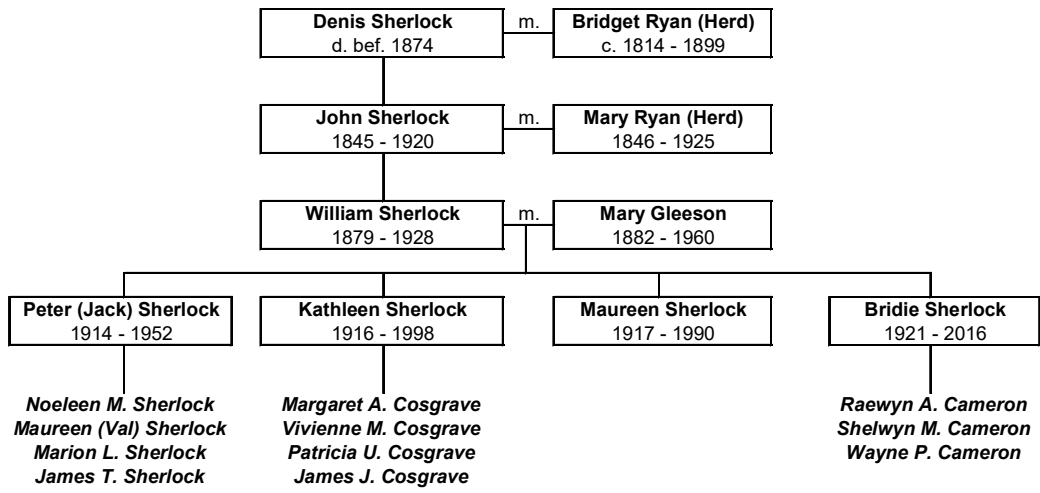 Denis Sherlock
d. bef. 1874
m.
Bridget Ryan (Herd)
c. 1814 - 1899
John Sherlock
1845 - 1920
m.
Mary Ryan (Herd)
1846 - 1925
William Sherlock
1879 - 1928
m.
Mary Gleeson
1882 - 1960
Peter (Jack) Sherlock
1914 - 1952
Kathleen Sherlock
1916 - 1998
Maureen Sherlock
1917 - 1990
Bridie Sherlock
1921 - 2016
Noeleen M. Sherlock
Maureen (Val) Sherlock
Marion L. Sherlock
James T. Sherlock
Margaret A. Cosgrave
Vivienne M. Cosgrave
Patricia U. Cosgrave
James J. Cosgrave
Raewyn A. Cameron
Shelwyn M. Cameron
Wayne P. Cameron